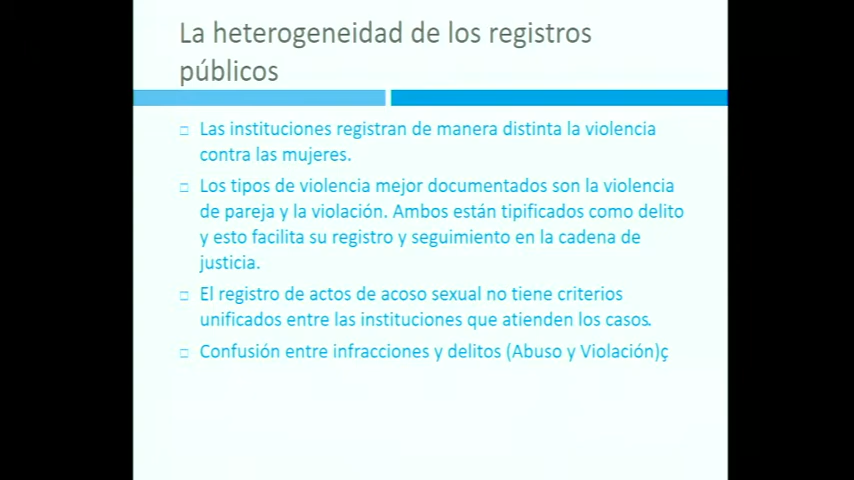 La heterogeneidad de los registros
públicos
Las instituciones registran de manera distinta la violencia
contra las mujeres.
Los tipos de violencia mejor documentados son la violencia
de pareja y la violación. Ambos están tipificados como delito
y esto facilita su registro y seguimiento en la cadena de
justicia.
El registro de actos de acoso sexual no tiene criterios
unificados entre las instituciones que atienden los casos.
Confusión entre infracciones y delitos (Abuso y Violación)ç